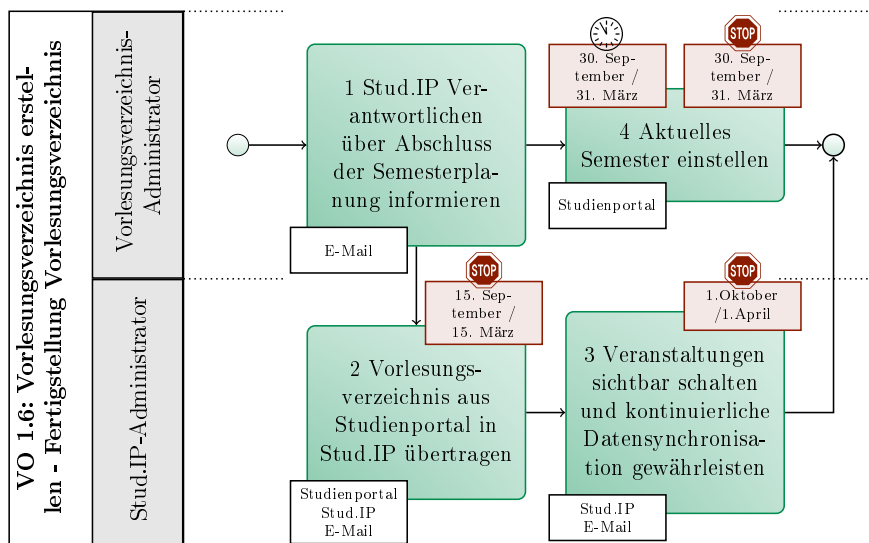 VO 1.6: Vorlesungsverzeichnis erstel-
len - Fertigstellung Vorlesungsverzeichnis
Vorlesungsverzeichnis-
Administrator
1 Stud.IP Ver-
antwortlichen
über Abschluss
der Semesterpla-
nung informieren
E-Mail
30. Sep-
tember /
31. März
STOP
30. Sep-
tember /
31. März
4 Aktuelles
Semester einstellen
Studienportal
Stud.IP-Administrator
STOP
15. Sep-
tember /
15. März
2 Vorlesungs-
verzeichnis aus
Studienportal in
Stud.IP übertragen
Studienportal
Stud.IP
E-Mail
STOP
1.Oktober
/1.April
3 Veranstaltungen
sichtbar schalten
und kontinuierliche
Datensynchronisa-
tion gewährleisten
Stud.IP
E-Mail